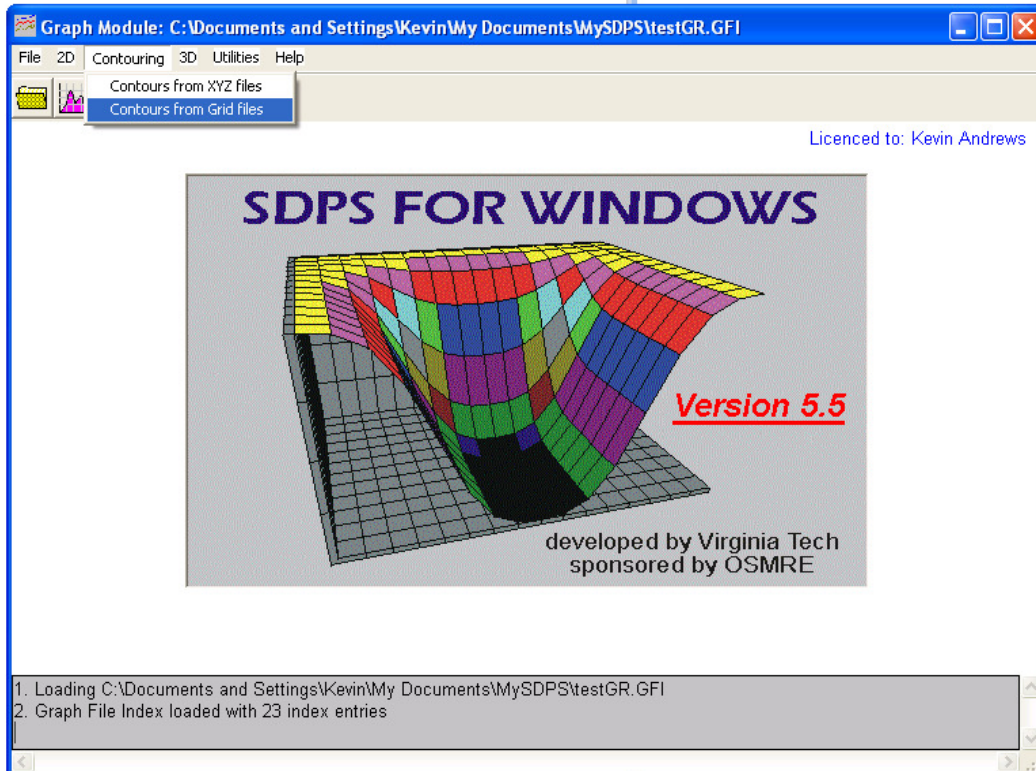 Graph Module: C:\Documents and Settings\Kevin\My Documents\MySDPS\testGR.GFI
File 2D Contouring 3D Utilities Help
Contours from XYZ files
Contours from Grid files
Licenced to: Kevin Andrews
SDPS FOR WINDOWS
Version 5.5
developed by Virginia Tech
sponsored by OSMRE
1. Loading C:\Documents and Settings\Kevin\My Documents\MySDPS\testGR.GFI
2. Graph File Index loaded with 23 index entries